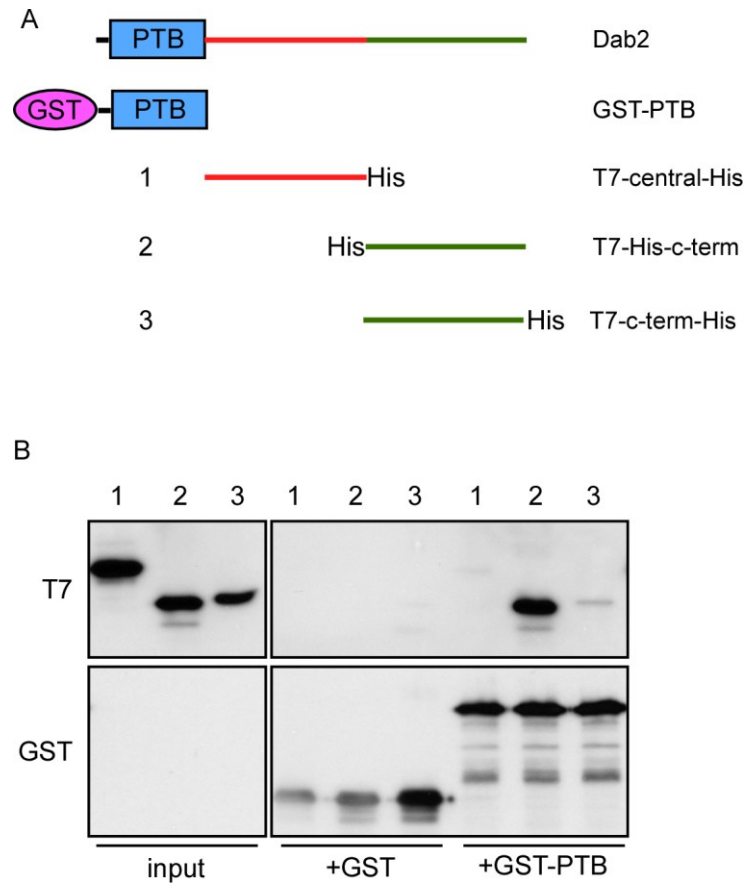 A
PTB Dab2
GST PTB GST-PTB
1 His T7-central-His
2 His T7-His-c-term
3 His T7-c-term-His
B
1 2 3 1 2 3 1 2 3
T7
GST
input +GST +GST-PTB